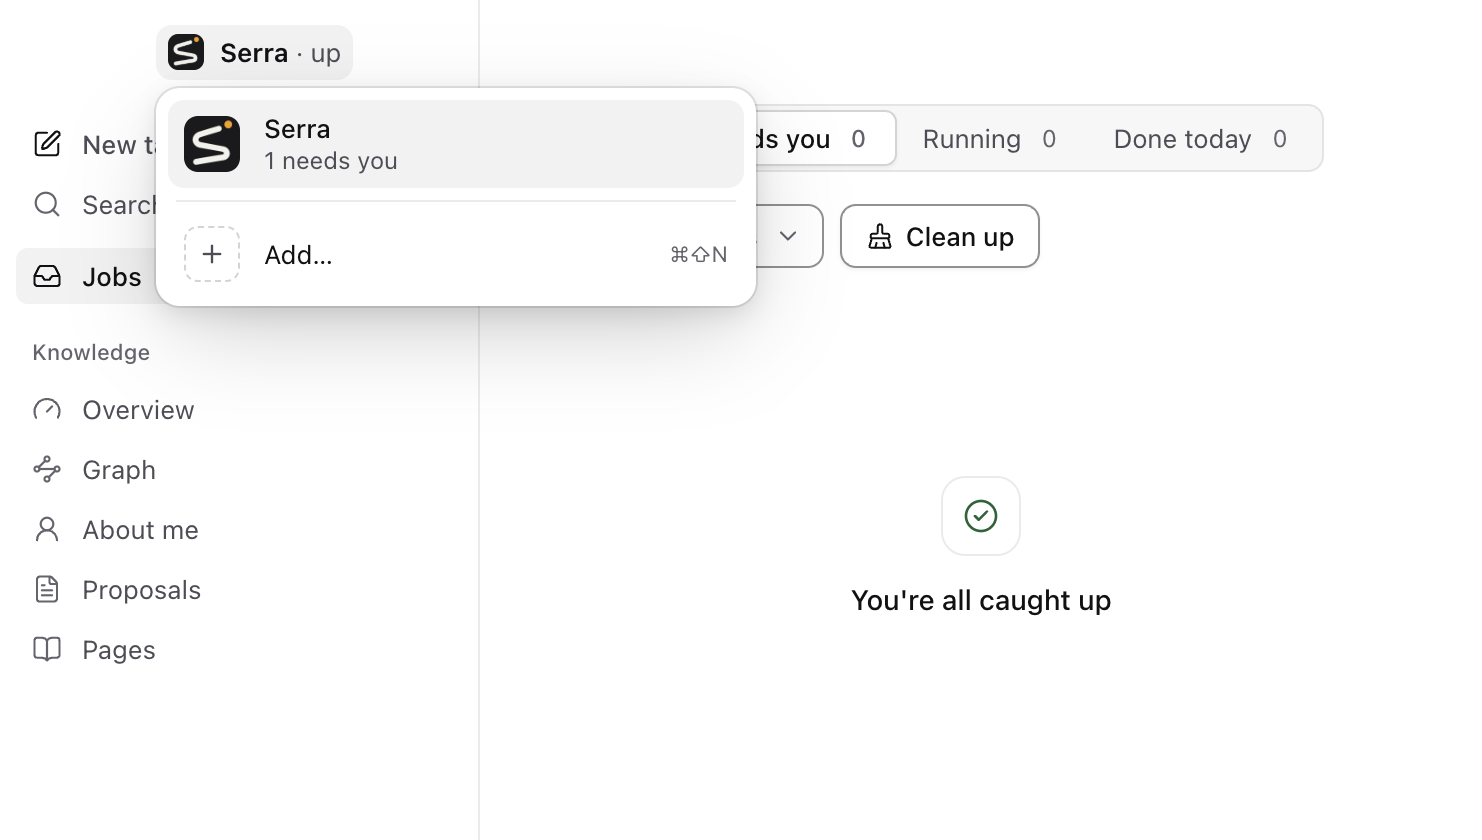 Serra · up
Serra
1 needs you
Add...
⌘⇧N
New
Search
Jobs
Knowledge
Overview
Graph
About me
Proposals
Pages
you 0
Running 0
Done today 0
Clean up
You're all caught up